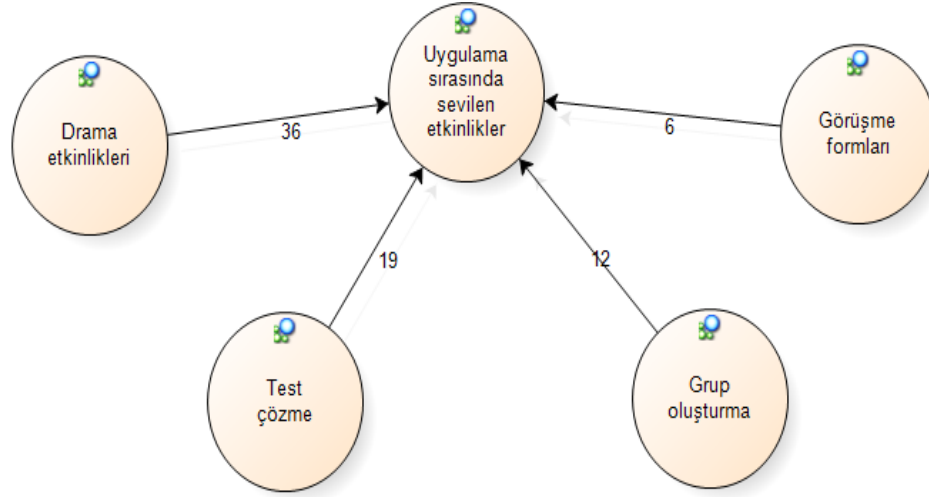 Uygulama
sırasında
sevilen
etkinlikler
Drama
etkinlikleri
36
Görüşme
formları
6
19
12
Test
çözme
Grup
oluşturma